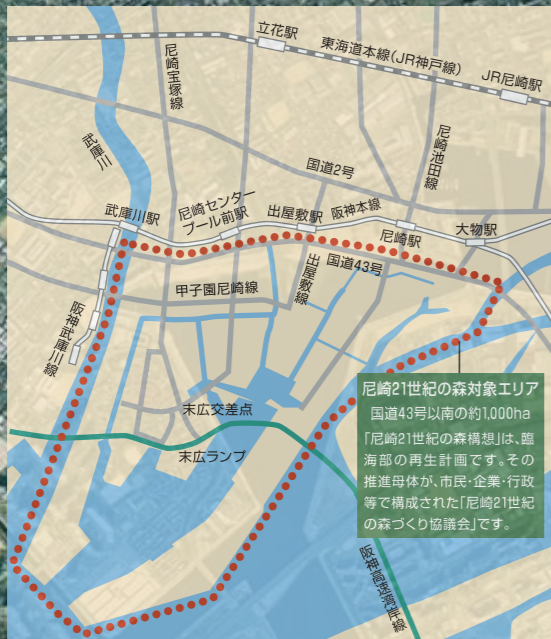 立花駅
東海道本線(JR神戸線)
JR尼崎駅
尼崎宝塚線
武庫川
尼崎池田線
国道2号
武庫川駅
尼崎センター
プール前駅
出屋敷駅
阪神本線
尼崎駅
大物駅
国道43号
出屋敷線
甲子園尼崎線
阪神武庫川線
末広交差点
末広ランプ
阪神高速湾岸線
尼崎21世紀の森対象エリア
国道43号以南の約1,000ha
「尼崎21世紀の森構想」は、臨
海部の再生計画です。その
推進母体が、市民・企業・行政
等で構成された「尼崎21世紀
の森づくり協議会」です。